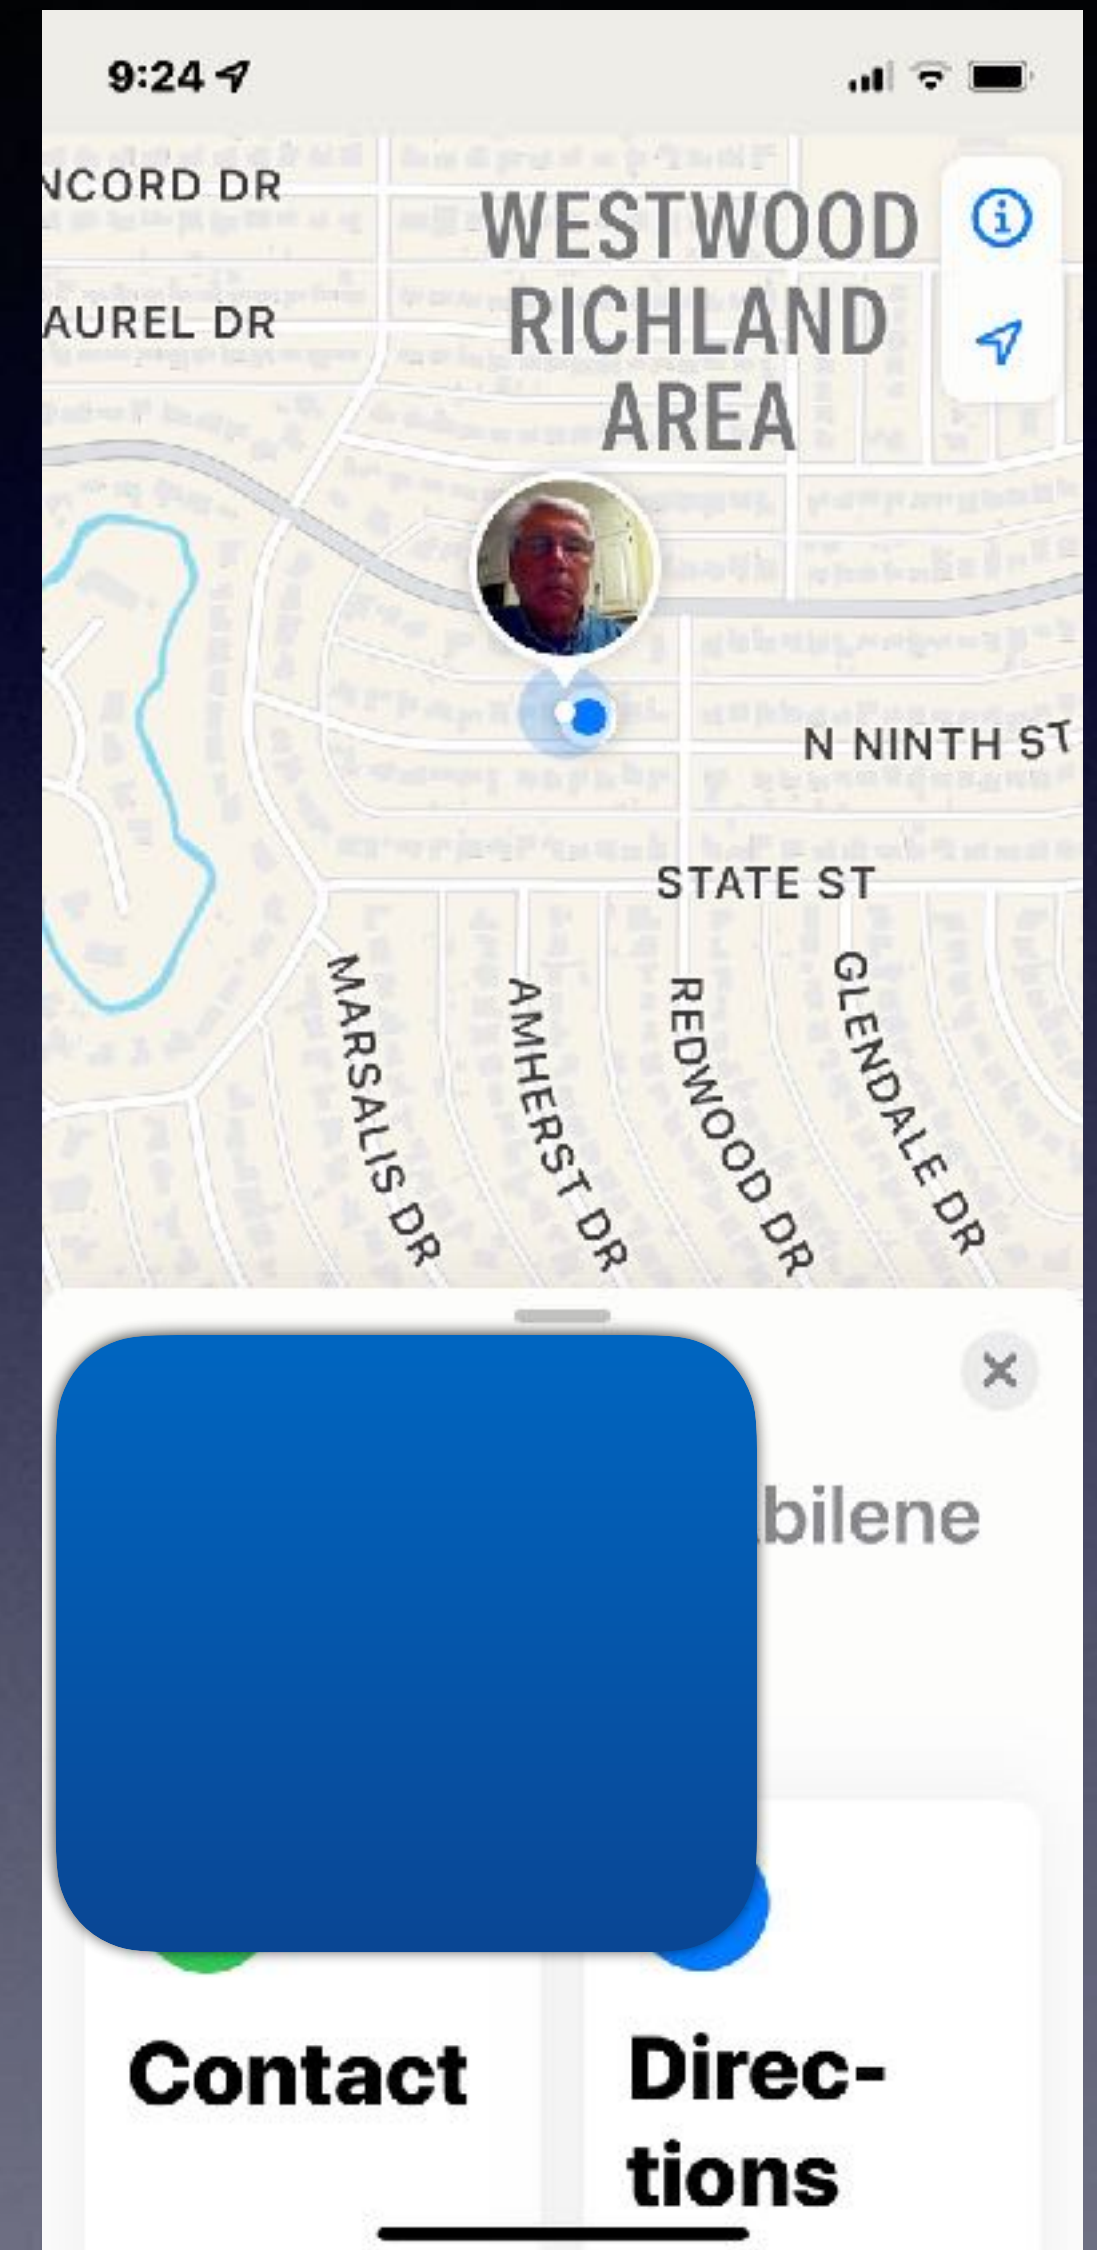 9:24
NCORD DR
WESTWOOD
RICHLAND
AREA
AUREL DR
N NINTH ST
STATE ST
MARSALIS DR
AMHERST DR
REDWOOD DR
GLENDALE DR
bilene
Contact
Direc-
tions